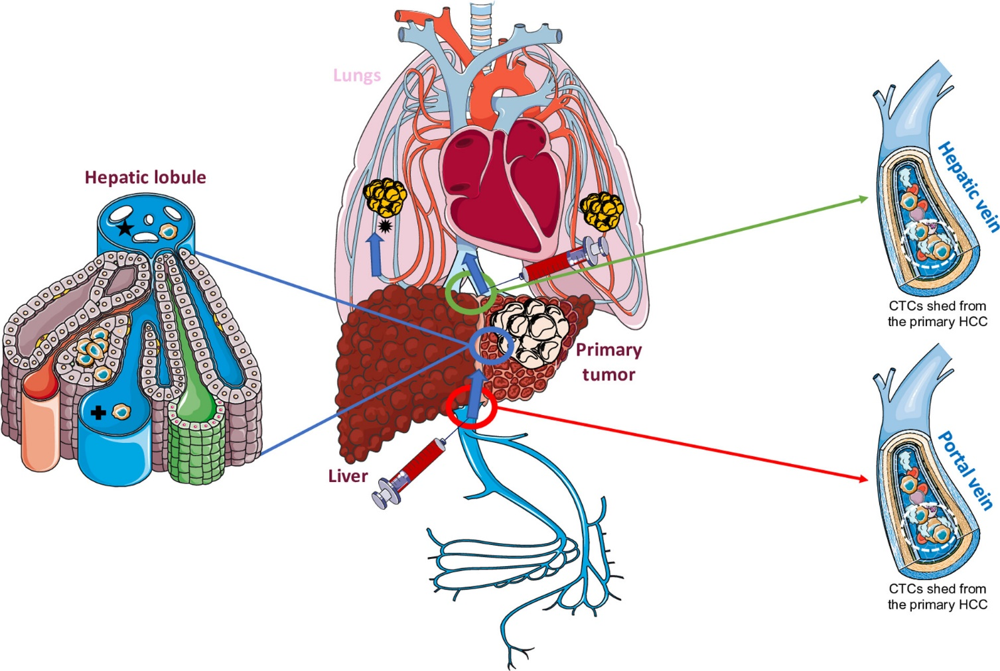 Lungs
Hepatic lobule
Hepatic vein
CTCs shed from
the primary HCC
Primary
tumor
Liver
Portal vein
CTCs shed from
the primary HCC